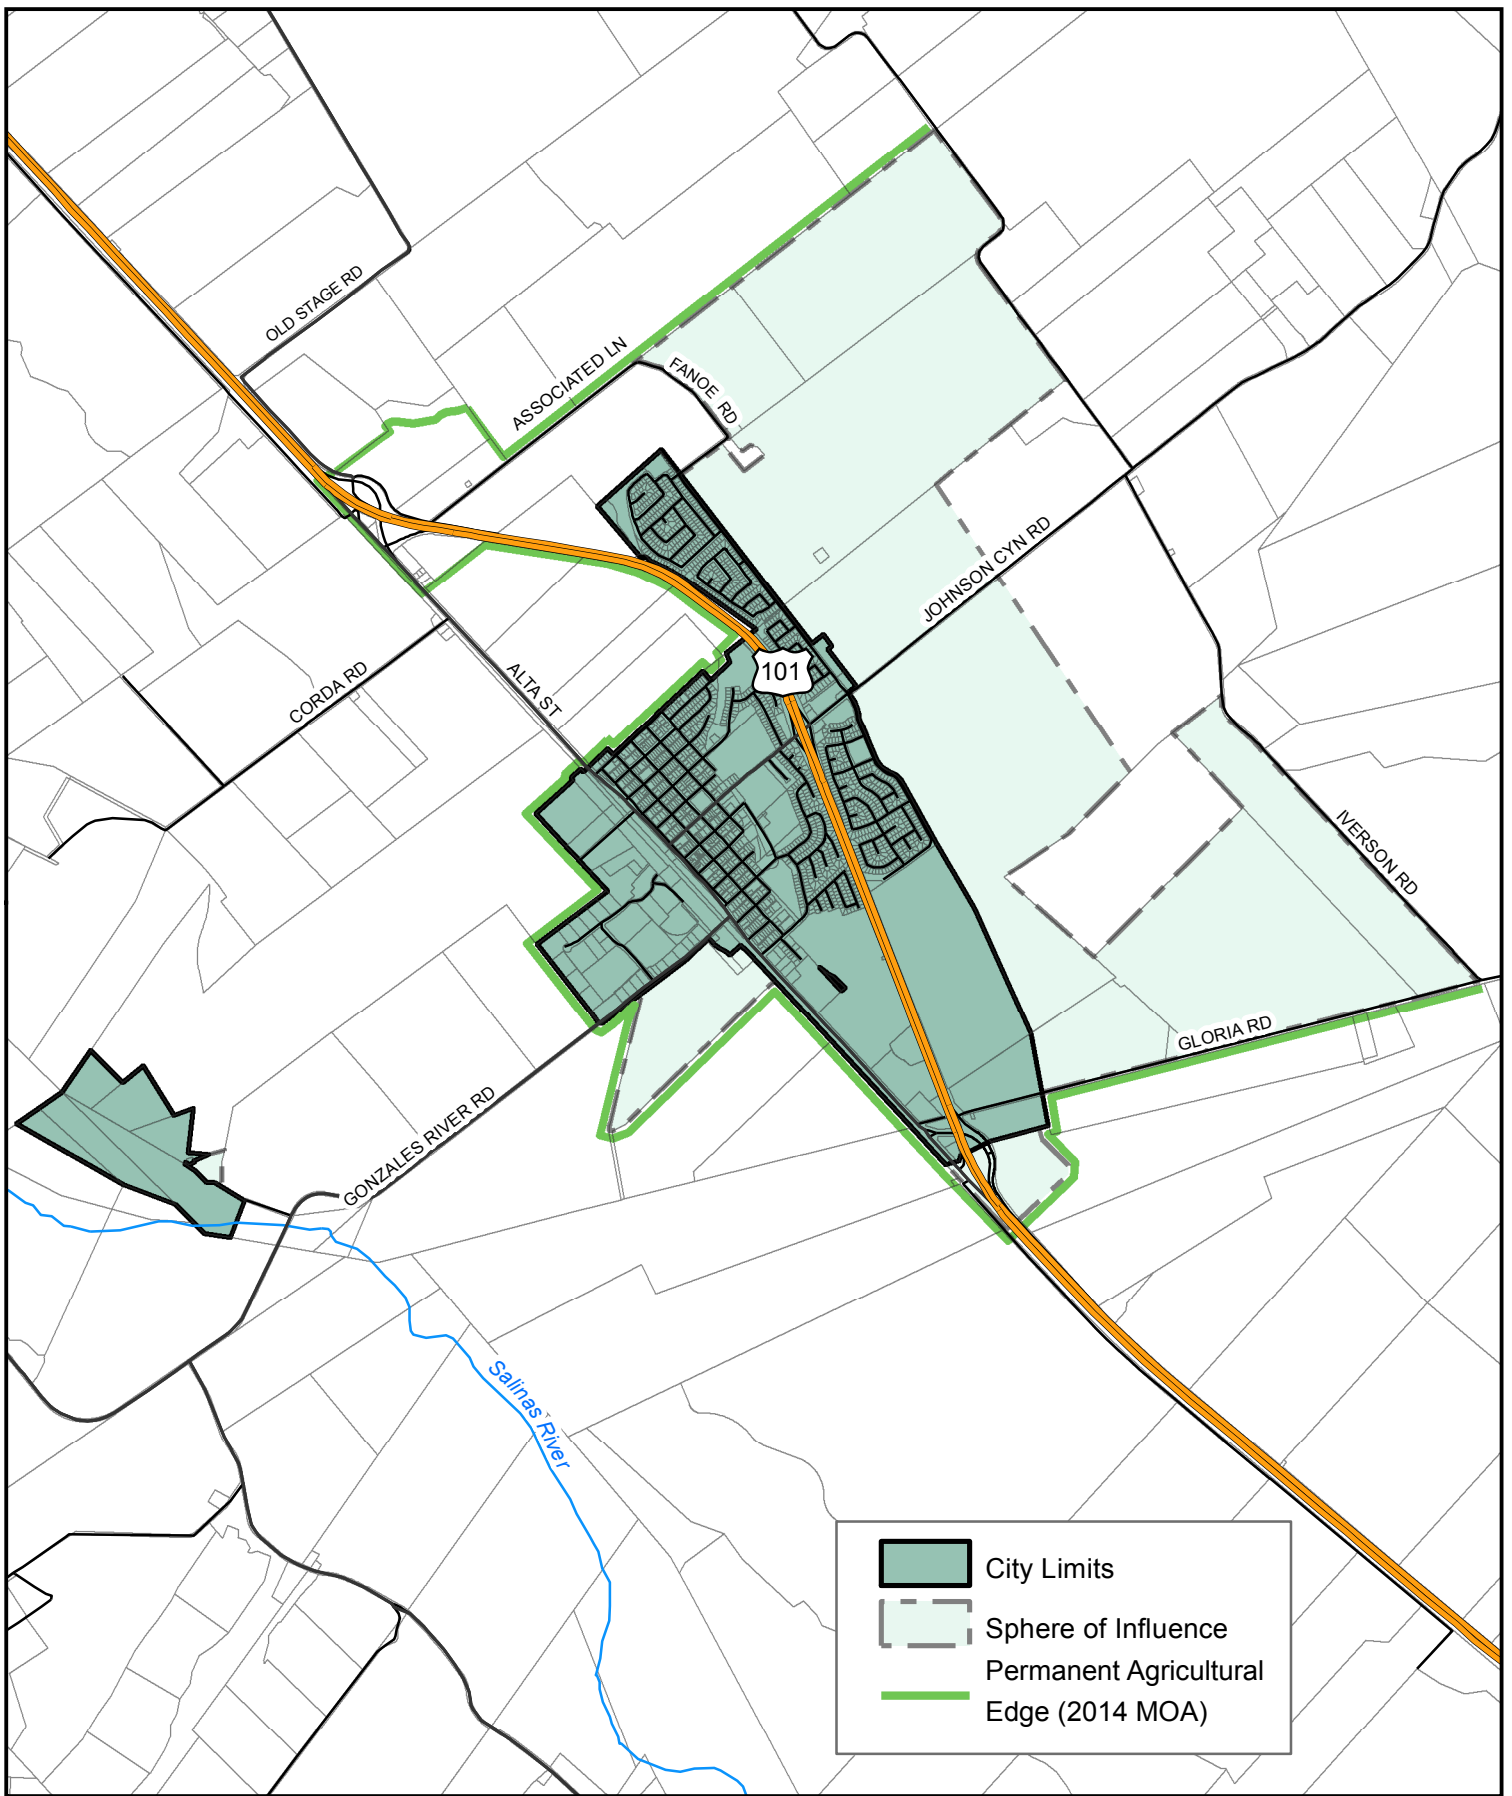 OLD STAGE RD
ASSOCIATED LN
FANOE RD
JOHNSON CYN RD
101
CORDA RD
ALTA ST
IVERSON RD
GLORIA RD
GONZALES RIVER RD
Salinas River
City Limits
Sphere of Influence
Permanent Agricultural
Edge (2014 MOA)